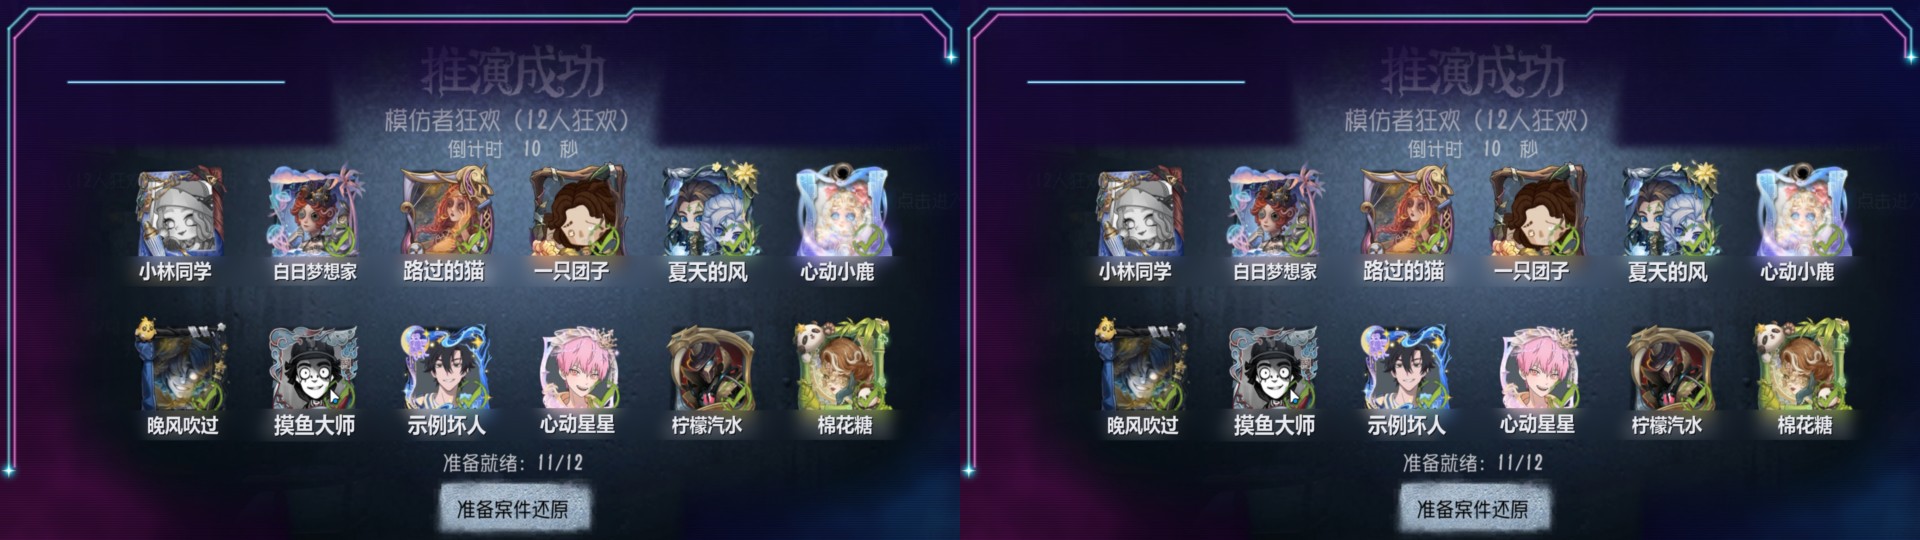 推演成功
模仿者狂欢（12人狂欢）
倒计时 10 秒
小林同学 白日梦想家 路过的猫 一只团子 夏天的风 心动小鹿
晚风吹过 摸鱼大师 示例坏人 心动星星 柠檬汽水 棉花糖
准备就绪：11/12
准备案件还原
推演成功
模仿者狂欢（12人狂欢）
倒计时 10 秒
小林同学 白日梦想家 路过的猫 一只团子 夏天的风 心动小鹿
晚风吹过 摸鱼大师 示例坏人 心动星星 柠檬汽水 棉花糖
准备就绪：11/12
准备案件还原